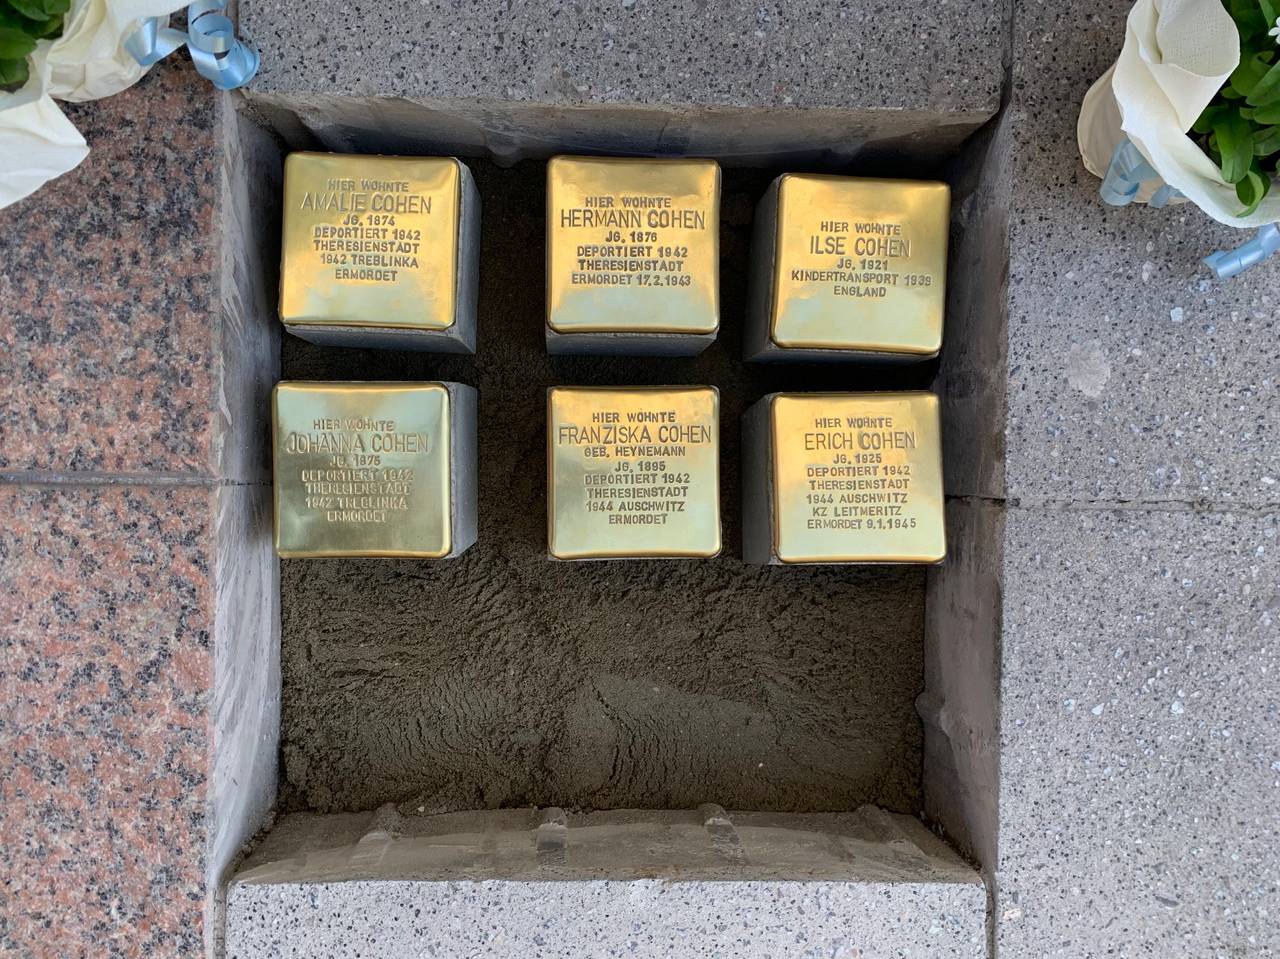 HIER WOHNTE
AMALIE COHEN
JG. 1874
DEPORTIERT 1942
THERESIENSTADT
1942 TREBLINKA
ERMORDET
HIER WOHNTE
HERMANN COHEN
JG. 1876
DEPORTIERT 1942
THERESIENSTADT
ERMORDET 17.2.1943
HIER WOHNTE
ILSE COHEN
JG. 1921
KINDERTRANSPORT 1939
ENGLAND
HIER WOHNTE
JOHANNA COHEN
JG. 1875
DEPORTIERT 1942
THERESIENSTADT
1942 TREBLINKA
ERMORDET
HIER WOHNTE
FRANZISKA COHEN
GEB. HEYNEMANN
JG. 1895
DEPORTIERT 1942
THERESIENSTADT
1944 AUSCHWITZ
ERMORDET
HIER WOHNTE
ERICH COHEN
JG. 1925
DEPORTIERT 1942
THERESIENSTADT
1944 AUSCHWITZ
KZ LEITMERITZ
ERMORDET 9.1.1945